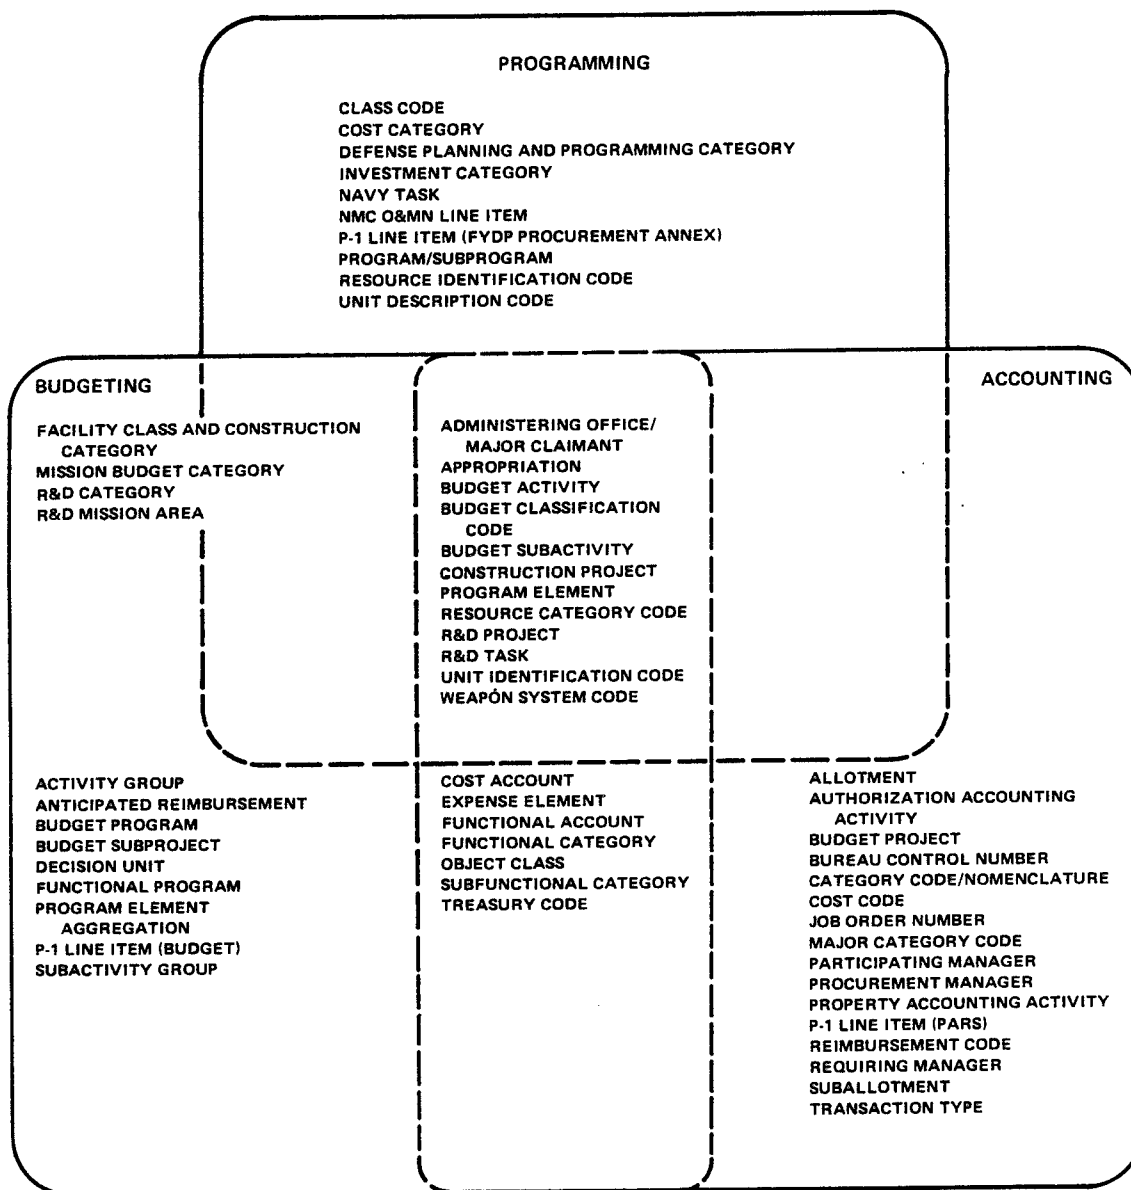 PROGRAMMING
CLASS CODE
COST CATEGORY
DEFENSE PLANNING AND PROGRAMMING CATEGORY
INVESTMENT CATEGORY
NAVY TASK
NMC O&MN LINE ITEM
P-1 LINE ITEM (FYDP PROCUREMENT ANNEX)
PROGRAM/SUBPROGRAM
RESOURCE IDENTIFICATION CODE
UNIT DESCRIPTION CODE
BUDGETING
FACILITY CLASS AND CONSTRUCTION
CATEGORY
MISSION BUDGET CATEGORY
R&D CATEGORY
R&D MISSION AREA
ADMINISTERING OFFICE/
MAJOR CLAIMANT
APPROPRIATION
BUDGET ACTIVITY
BUDGET CLASSIFICATION
CODE
BUDGET SUBACTIVITY
CONSTRUCTION PROJECT
PROGRAM ELEMENT
RESOURCE CATEGORY CODE
R&D PROJECT
R&D TASK
UNIT IDENTIFICATION CODE
WEAPÓN SYSTEM CODE
ACCOUNTING
ACTIVITY GROUP
ANTICIPATED REIMBURSEMENT
BUDGET PROGRAM
BUDGET SUBPROJECT
DECISION UNIT
FUNCTIONAL PROGRAM
PROGRAM ELEMENT
AGGREGATION
P-1 LINE ITEM (BUDGET)
SUBACTIVITY GROUP
COST ACCOUNT
EXPENSE ELEMENT
FUNCTIONAL ACCOUNT
FUNCTIONAL CATEGORY
OBJECT CLASS
SUBFUNCTIONAL CATEGORY
TREASURY CODE
ALLOTMENT
AUTHORIZATION ACCOUNTING
ACTIVITY
BUDGET PROJECT
BUREAU CONTROL NUMBER
CATEGORY CODE/NOMENCLATURE
COST CODE
JOB ORDER NUMBER
MAJOR CATEGORY CODE
PARTICIPATING MANAGER
PROCUREMENT MANAGER
PROPERTY ACCOUNTING ACTIVITY
P-1 LINE ITEM (PARS)
REIMBURSEMENT CODE
REQUIRING MANAGER
SUBALLOTMENT
TRANSACTION TYPE